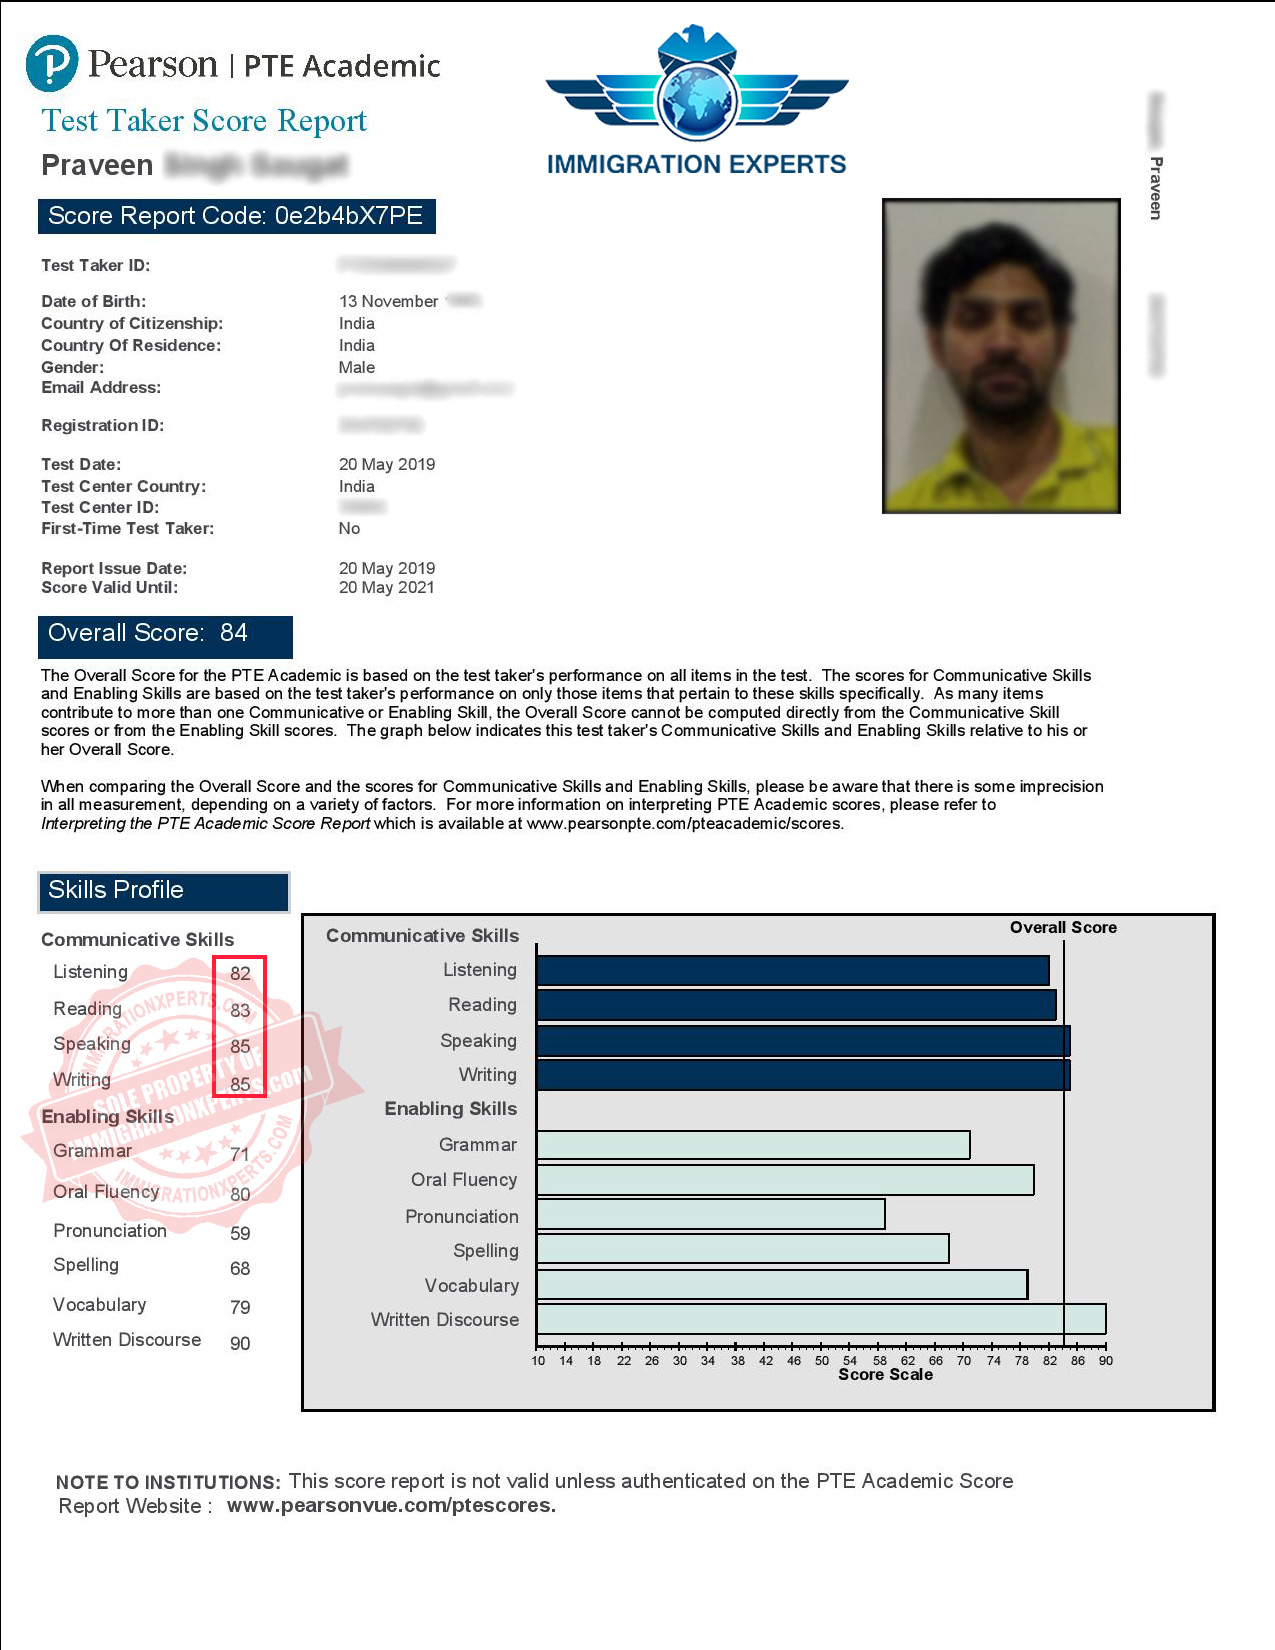 Pearson | PTE Academic
IMMIGRATION EXPERTS
Test Taker Score Report
Praveen
Praveen
Score Report Code: 0e2b4bX7PE
Test Taker ID:
Date of Birth: 13 November
Country of Citizenship: India
Country Of Residence: India
Gender: Male
Email Address:
Registration ID:
Test Date: 20 May 2019
Test Center Country: India
Test Center ID:
First-Time Test Taker: No
Report Issue Date: 20 May 2019
Score Valid Until: 20 May 2021
Overall Score: 84
The Overall Score for the PTE Academic is based on the test taker's performance on all items in the test. The scores for Communicative Skills
and Enabling Skills are based on the test taker's performance on only those items that pertain to these skills specifically. As many items
contribute to more than one Communicative or Enabling Skill, the Overall Score cannot be computed directly from the Communicative Skill
scores or from the Enabling Skill scores. The graph below indicates this test taker's Communicative Skills and Enabling Skills relative to his or
her Overall Score.
When comparing the Overall Score and the scores for Communicative Skills and Enabling Skills, please be aware that there is some imprecision
in all measurement, depending on a variety of factors. For more information on interpreting PTE Academic scores, please refer to
Interpreting the PTE Academic Score Report which is available at www.pearsonpte.com/pteacademic/scores.
Skills Profile
Communicative Skills
Listening 82
Reading 83
Speaking 85
Writing 85
Enabling Skills
Grammar 71
Oral Fluency 80
Pronunciation 59
Spelling 68
Vocabulary 79
Written Discourse 90
IMMIGRATIONXPERTS.COM
SOLE PROPERTY OF
IMMIGRATIONXPERTS.com
IMMIGRATIONXPERTS.COM
Overall Score
Communicative Skills
Listening
Reading
Speaking
Writing
Enabling Skills
Grammar
Oral Fluency
Pronunciation
Spelling
Vocabulary
Written Discourse
10 14 18 22 26 30 34 38 42 46 50 54 58 62 66 70 74 78 82 86 90
Score Scale
NOTE TO INSTITUTIONS: This score report is not valid unless authenticated on the PTE Academic Score
Report Website : www.pearsonvue.com/ptescores.